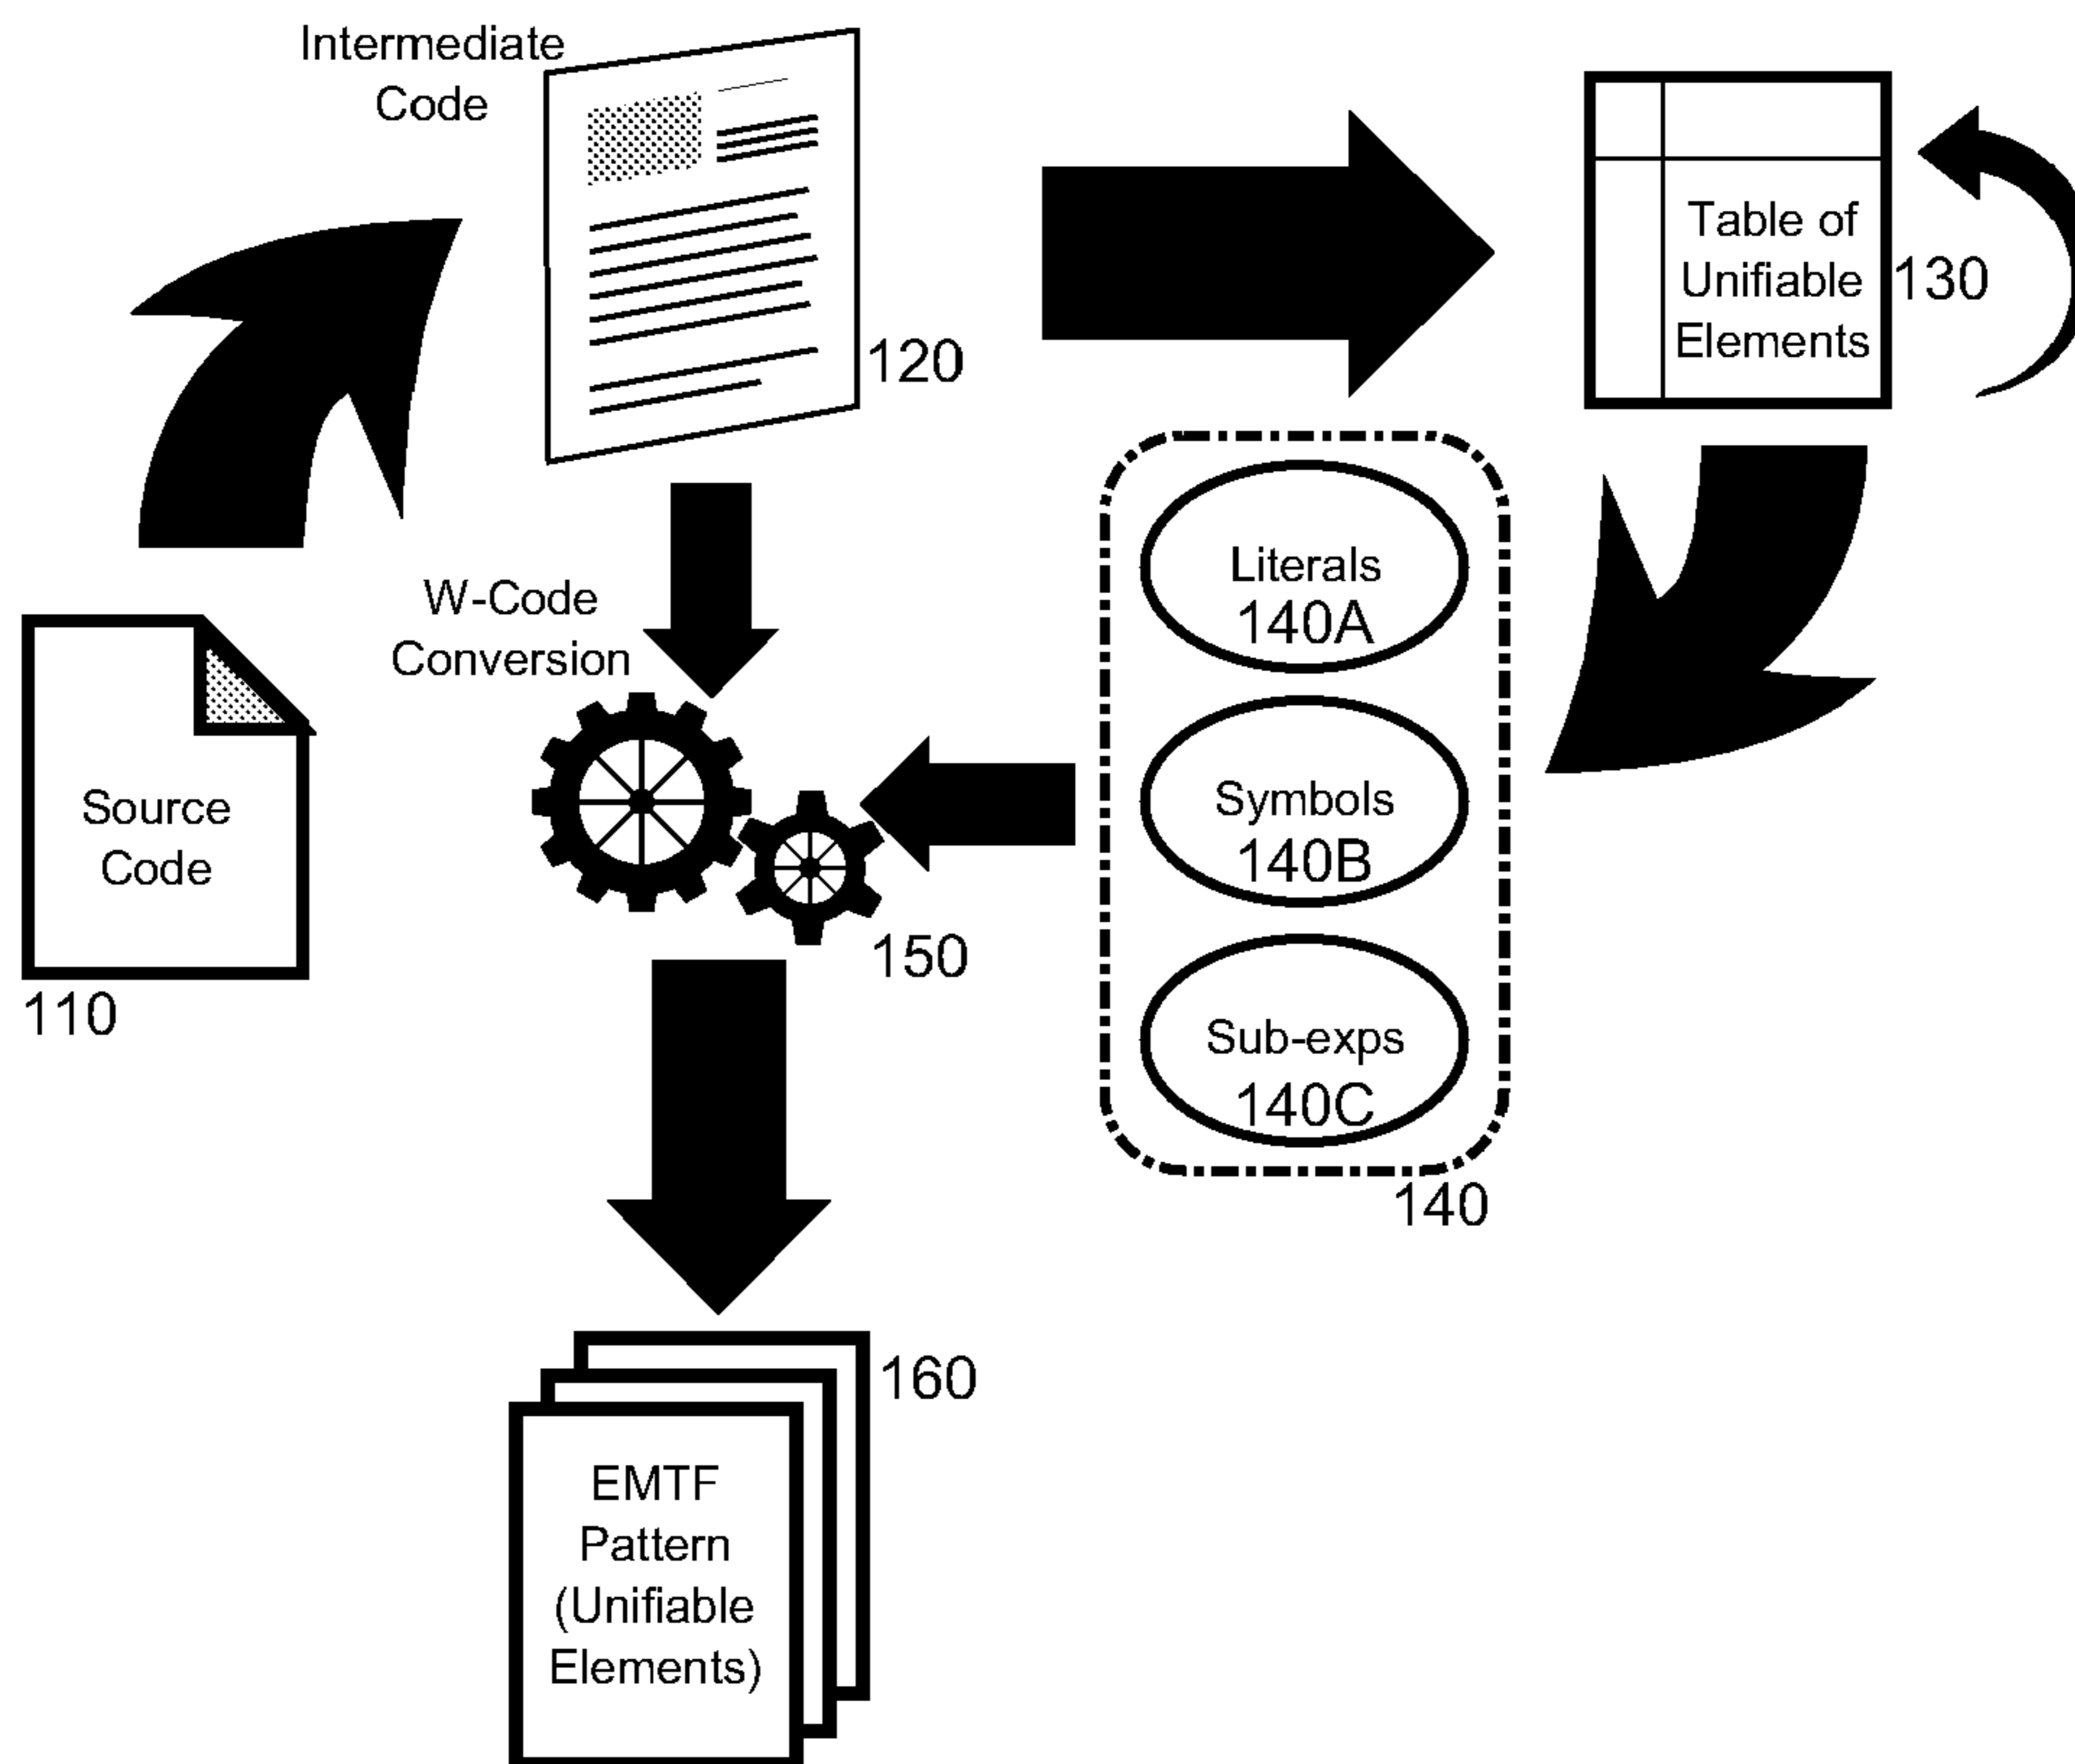 Intermediate
Code
120
Table of
Unifiable
Elements
130
W-Code
Conversion
150
Source
Code
110
Literals
140A
Symbols
140B
Sub-exps
140C
140
160
EMTF
Pattern
(Unifiable
Elements)